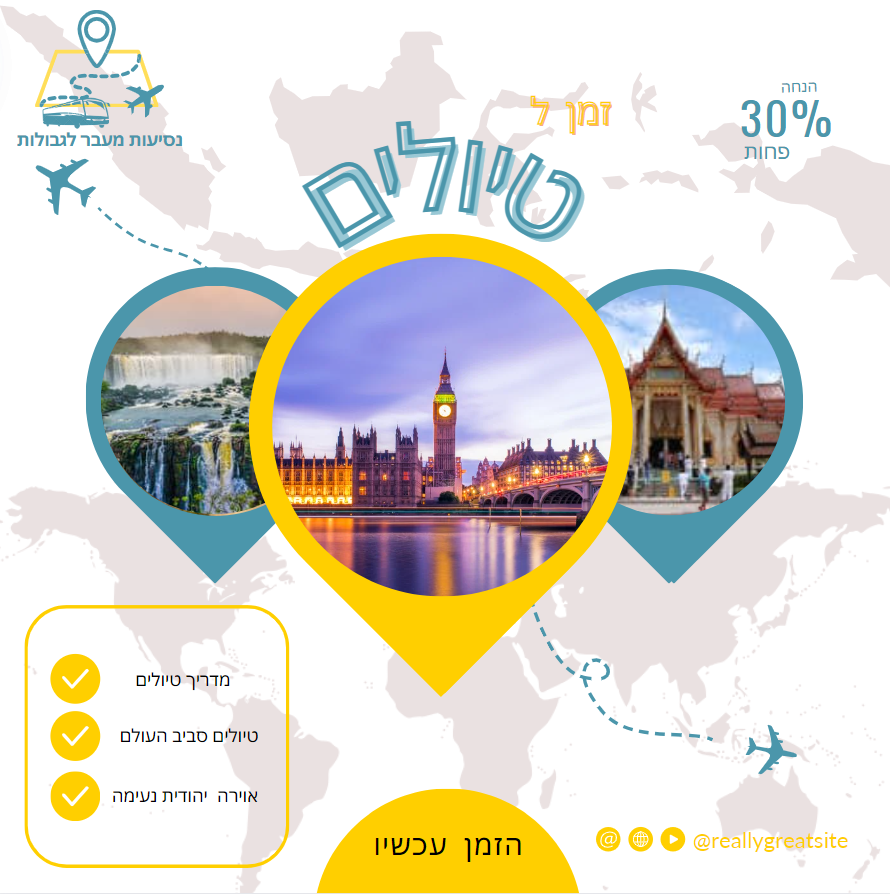 נסיעות מעבר לגבולות
זמן ל
טיולים
הנחה
30%
פחות
מדריך טיולים
טיולים סביב העולם
אוירה יהודית נעימה
הזמן עכשיו
@reallygreatsite